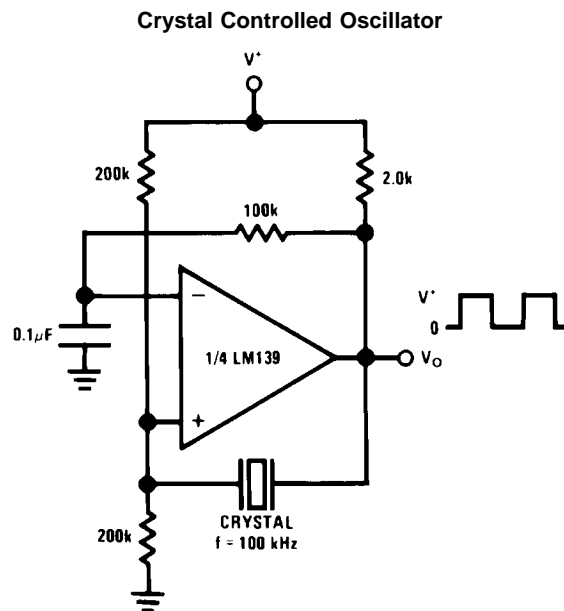 Crystal Controlled Oscillator
V+
200k
2.0k
100k
−
0.1µF
1/4 LM139
V+
0
VO
+
CRYSTAL
f = 100 kHz
200k